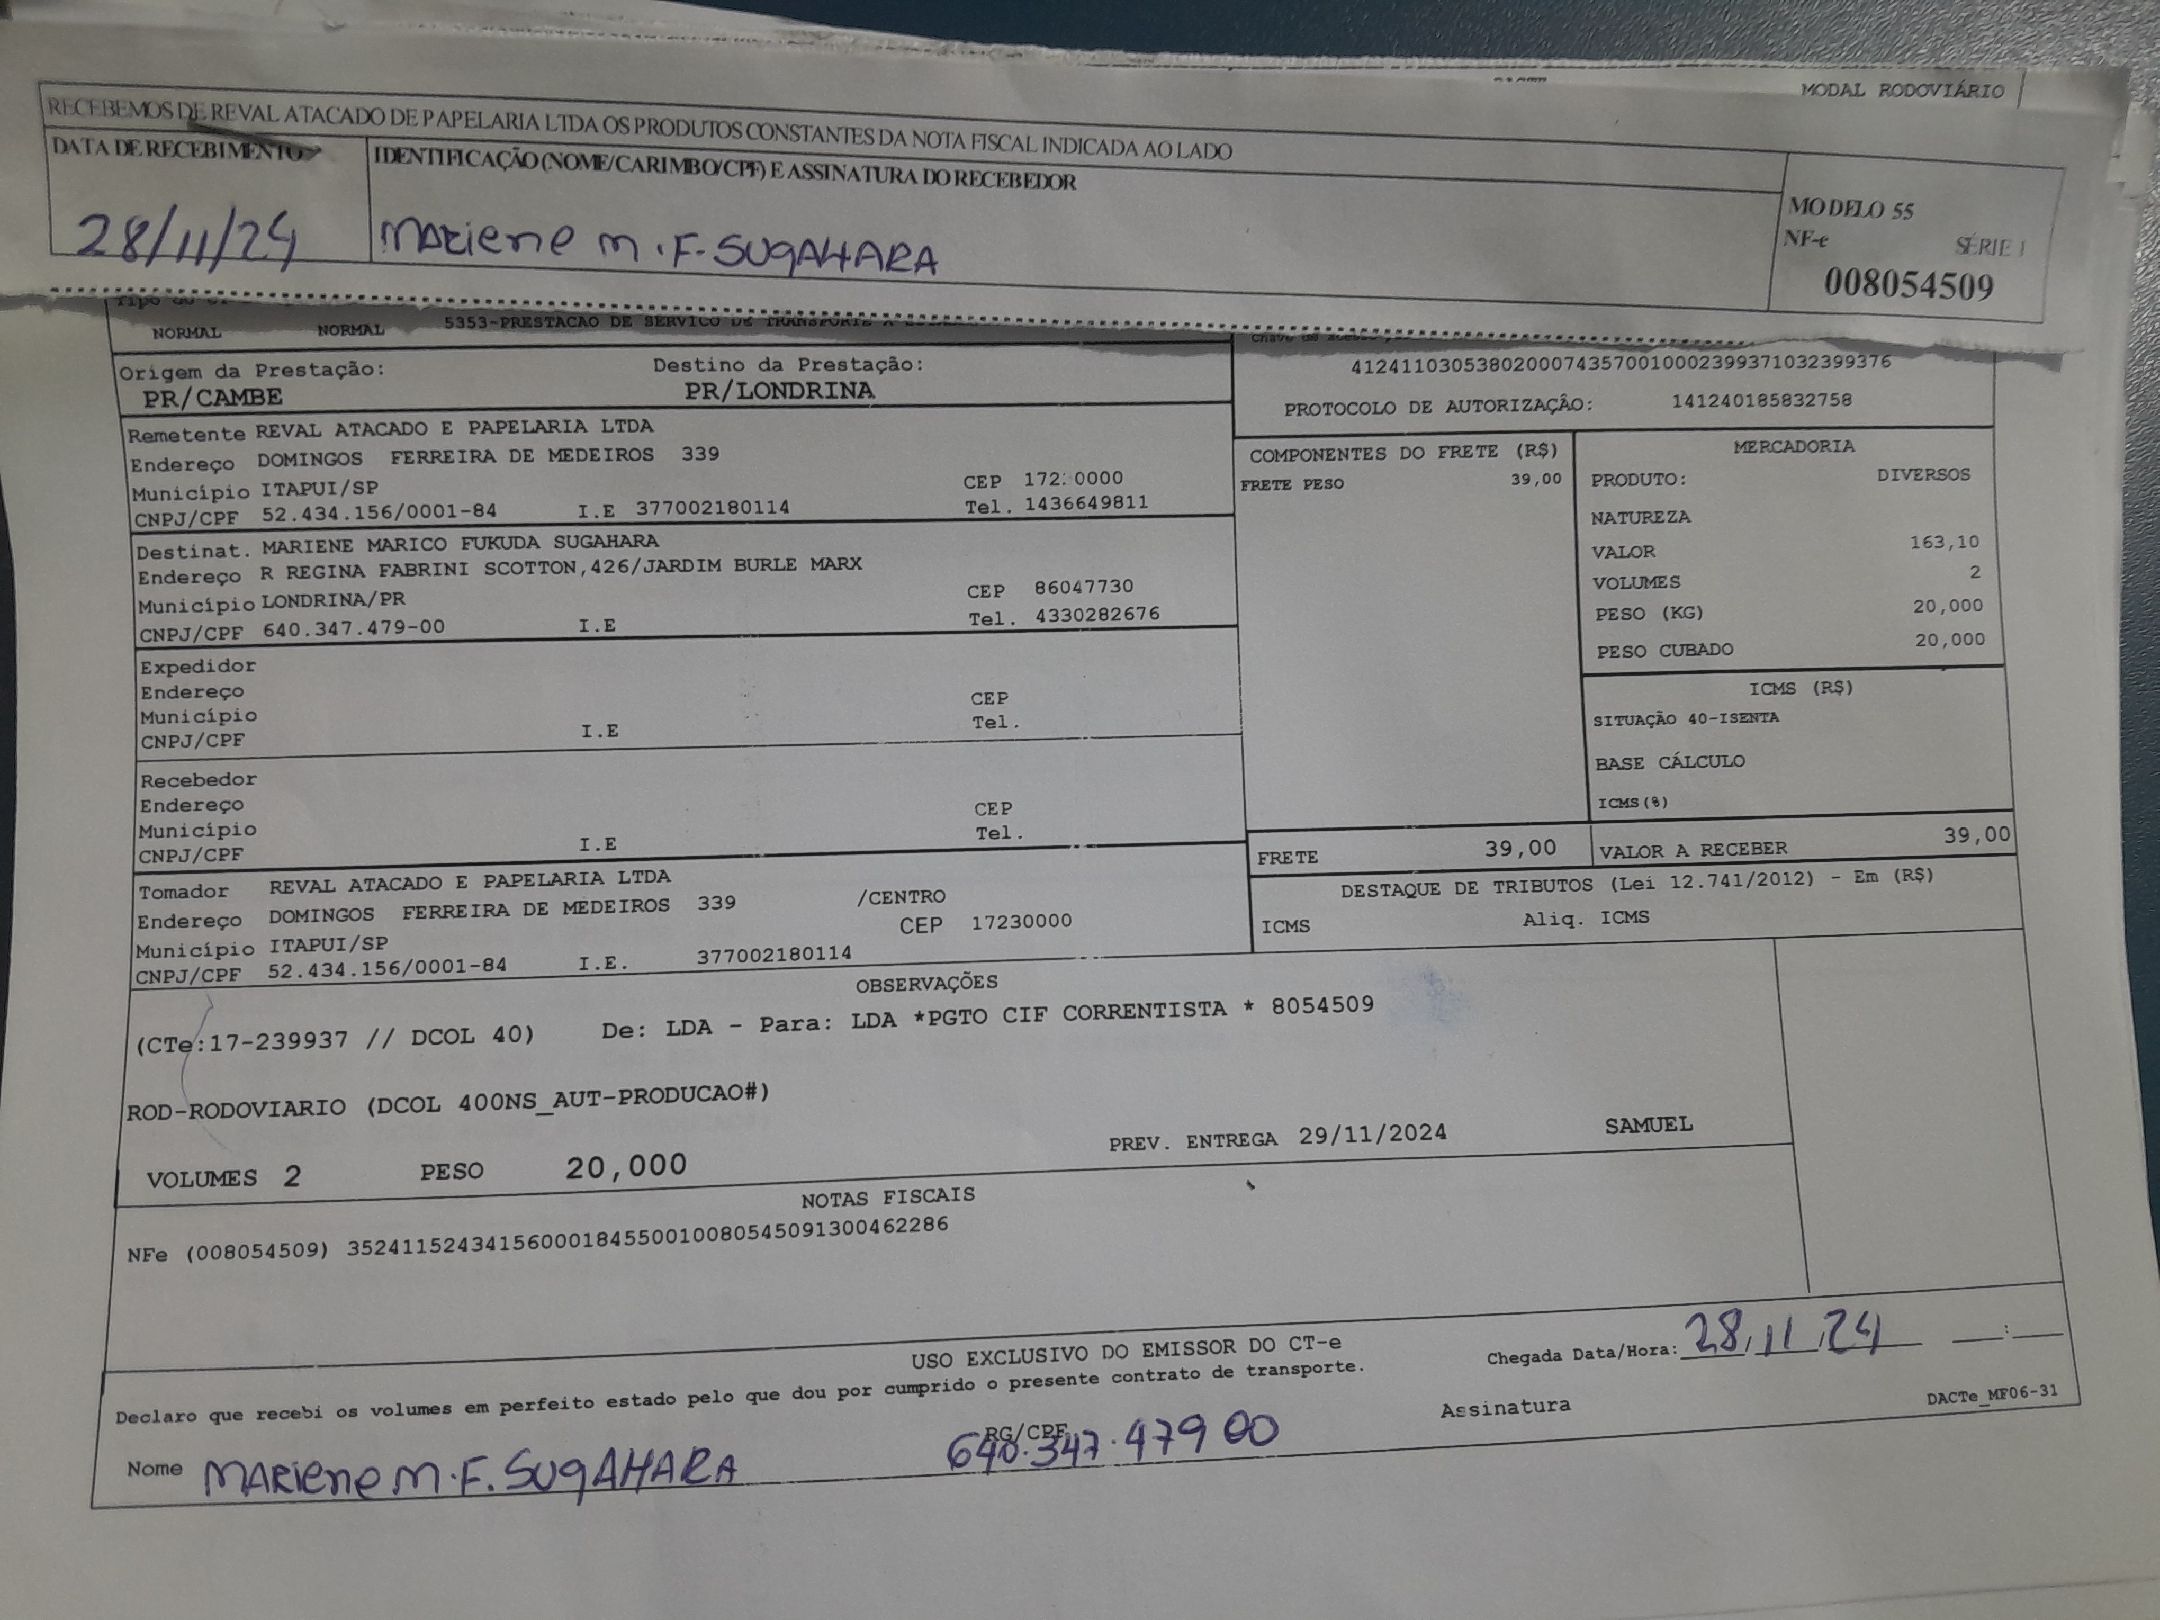 MODAL RODOVIÁRIO
RECEBEMOS DE REVAL ATACADO DE PAPELARIA LTDA OS PRODUTOS CONSTANTES DA NOTA FISCAL INDICADA AO LADO
DATA DE RECEBIMENTO IDENTIFICAÇÃO (NOME/CARIMBO/CPF) E ASSINATURA DO RECEBEDOR
28/11/24 Mariene m.F.SUGAHARA
MODELO 55
NF-e SÉRIE 1
008054509
NORMAL NORMAL 5353-PRESTACAO DE SERVICO DE TRANSPORTE A
Origem da Prestação: Destino da Prestação:
PR/CAMBE PR/LONDRINA
41241103053802000743570010002399371032399376
PROTOCOLO DE AUTORIZAÇÃO: 141240185832758
Remetente REVAL ATACADO E PAPELARIA LTDA
Endereço DOMINGOS FERREIRA DE MEDEIROS 339
Município ITAPUI/SP CEP 172 0000
CNPJ/CPF 52.434.156/0001-84 I.E 377002180114 Tel. 1436649811
Destinat. MARIENE MARICO FUKUDA SUGAHARA
Endereço R REGINA FABRINI SCOTTON,426/JARDIM BURLE MARX
Município LONDRINA/PR CEP 86047730
CNPJ/CPF 640.347.479-00 I.E Tel. 4330282676
Expedidor
Endereço
Município CEP
CNPJ/CPF I.E Tel.
Recebedor
Endereço
Município CEP
CNPJ/CPF I.E Tel.
Tomador REVAL ATACADO E PAPELARIA LTDA
Endereço DOMINGOS FERREIRA DE MEDEIROS 339 /CENTRO
Município ITAPUI/SP CEP 17230000
CNPJ/CPF 52.434.156/0001-84 I.E. 377002180114
COMPONENTES DO FRETE (R$)
FRETE PESO 39,00
MERCADORIA
PRODUTO: DIVERSOS
NATUREZA
VALOR 163,10
VOLUMES 2
PESO (KG) 20,000
PESO CUBADO 20,000
ICMS (R$)
SITUAÇÃO 40-ISENTA
BASE CÁLCULO
ICMS(%)
FRETE 39,00 VALOR A RECEBER 39,00
DESTAQUE DE TRIBUTOS (Lei 12.741/2012) - Em (R$)
ICMS Aliq. ICMS
OBSERVAÇÕES
(CTe:17-239937 // DCOL 40) De: LDA - Para: LDA *PGTO CIF CORRENTISTA * 8054509
ROD-RODOVIARIO (DCOL 400NS_AUT-PRODUCAO#)
VOLUMES 2 PESO 20,000 PREV. ENTREGA 29/11/2024 SAMUEL
NOTAS FISCAIS
NFe (008054509) 35241152434156000184550010080545091300462286
USO EXCLUSIVO DO EMISSOR DO CT-e
Chegada Data/Hora: 28/11/24 __:__
Declaro que recebi os volumes em perfeito estado pelo que dou por cumprido o presente contrato de transporte.
Nome MARIENE M.F.SUGAHARA RG/CPF 640.347.479 00 Assinatura
DACTe_MF06-31